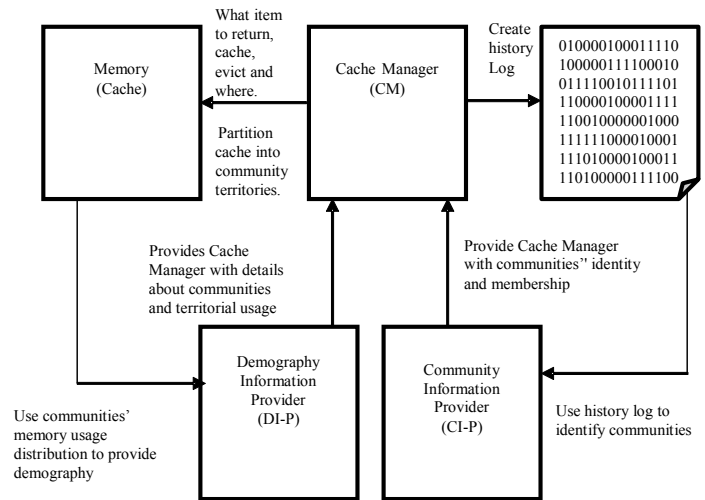 What item
to return,
cache,
evict and
where.
Memory
(Cache)
Cache Manager
(CM)
Create
history
Log
010000100011110
100000111100010
011110010111101
110000100001111
110010000001000
111111000010001
111010000100011
110100000111100
Partition
cache into
community
territories.
Provides Cache
Manager with details
about communities
and territorial usage
Provide Cache Manager
with communities’’ identity
and membership
Demography
Information
Provider
(DI-P)
Community
Information
Provider
(CI-P)
Use communities’
memory usage
distribution to provide
demography
Use history log to
identify communities